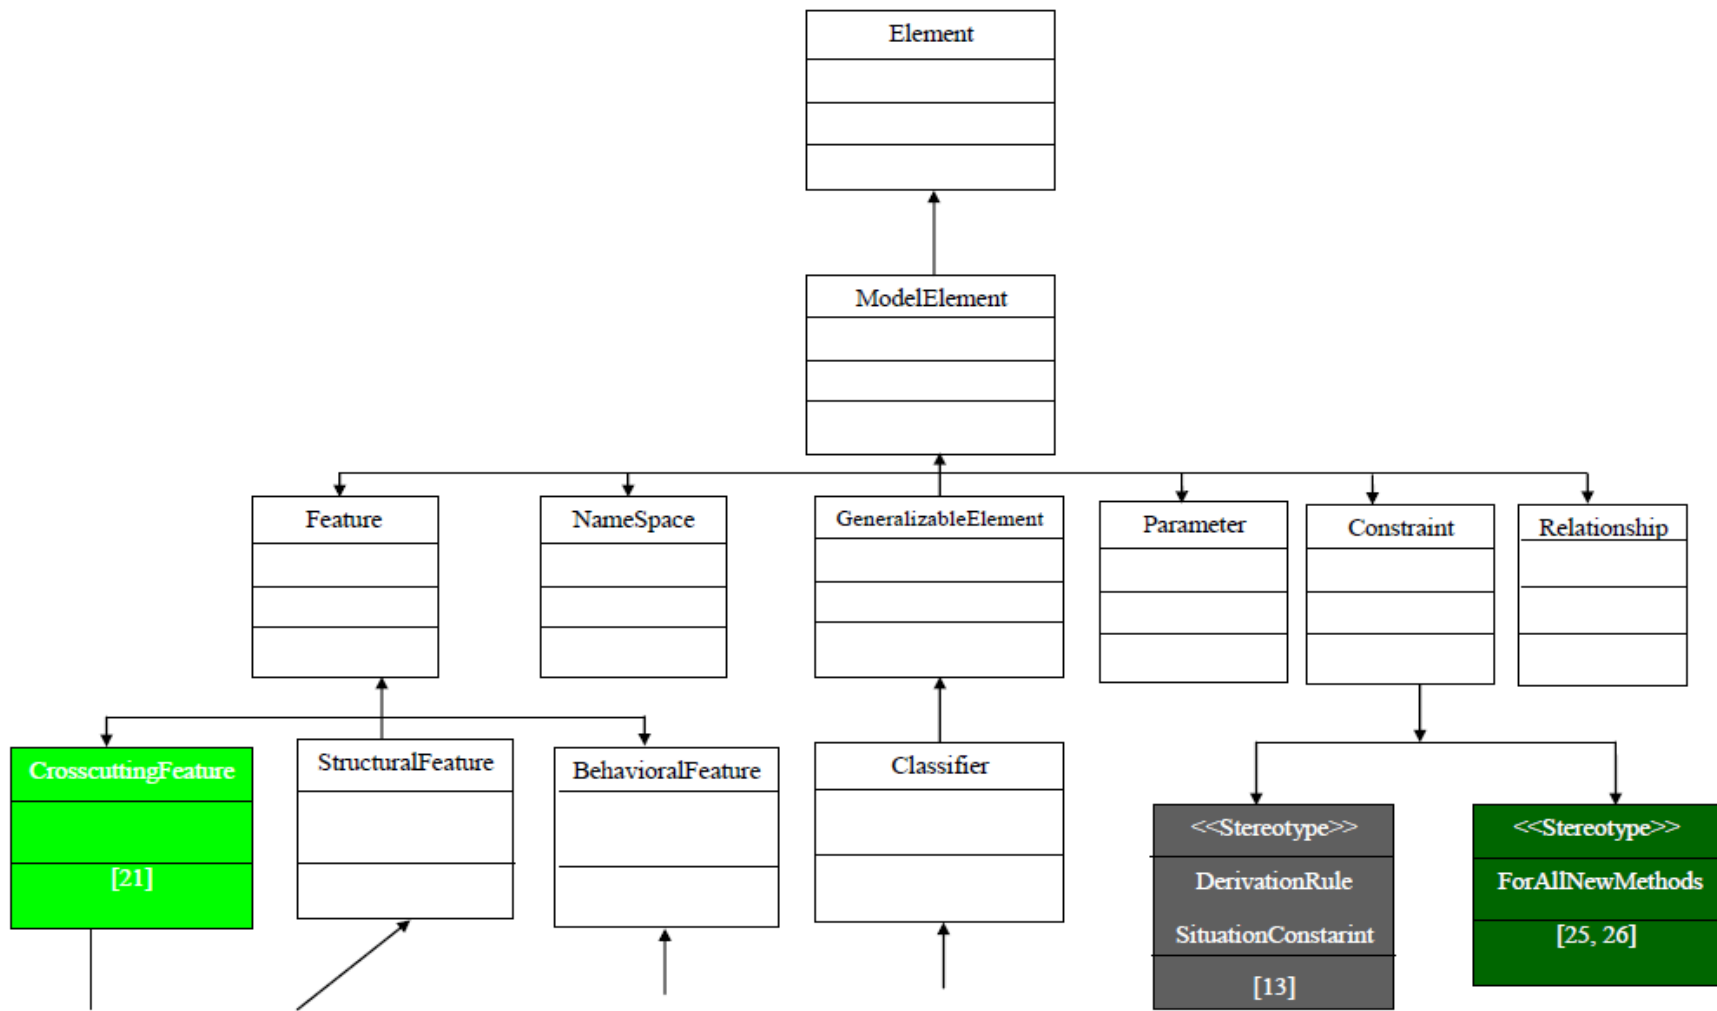 Element
ModelElement
Feature
NameSpace
GeneralizableElement
Parameter
Constraint
Relationship
CrosscuttingFeature
[21]
StructuralFeature
BehavioralFeature
Classifier
<<Stereotype>>
DerivationRule
SituationConstarint
[13]
<<Stereotype>>
ForAllNewMethods
[25, 26]